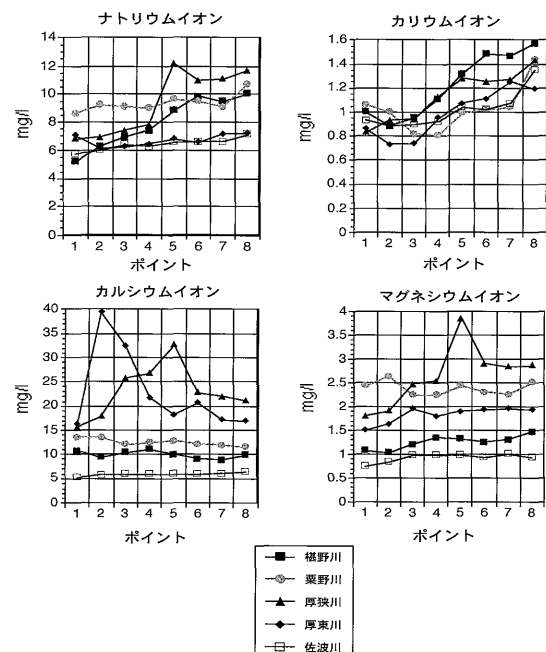 ナトリウムイオン
14
12
10
8
6
4
2
0
mg/l
1 2 3 4 5 6 7 8
ポイント
カリウムイオン
1.6
1.4
1.2
1
0.8
0.6
0.4
0.2
0
mg/l
1 2 3 4 5 6 7 8
ポイント
カルシウムイオン
40
35
30
25
20
15
10
5
0
mg/l
1 2 3 4 5 6 7 8
ポイント
マグネシウムイオン
4
3.5
3
2.5
2
1.5
1
0.5
0
mg/l
1 2 3 4 5 6 7 8
ポイント
椹野川
粟野川
厚狭川
厚東川
佐波川